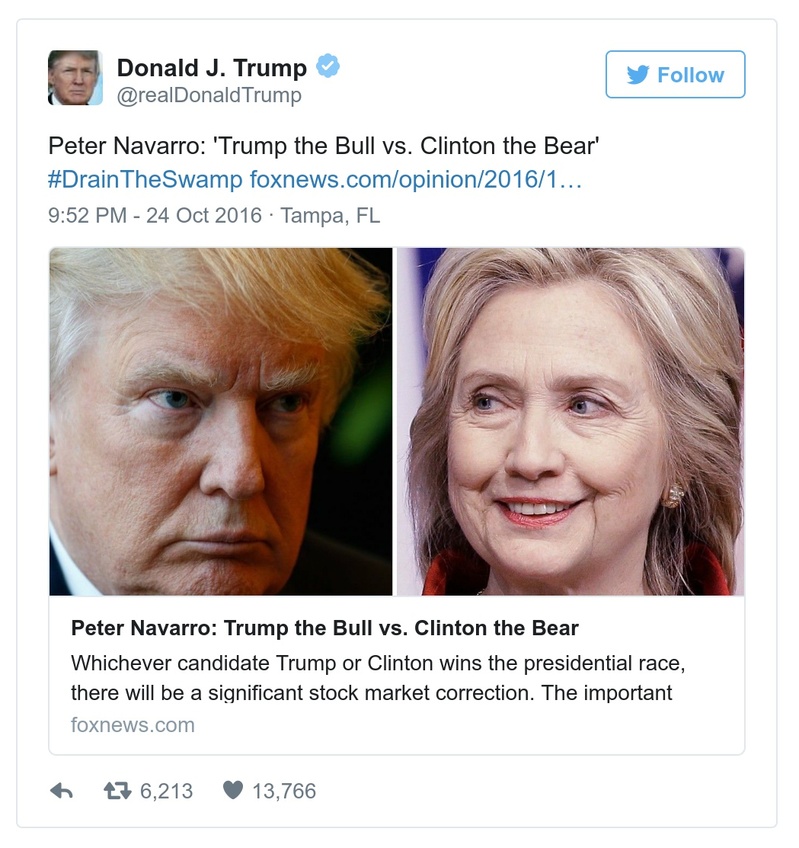 Donald J. Trump
@realDonaldTrump
Follow
Peter Navarro: 'Trump the Bull vs. Clinton the Bear'
#DrainTheSwamp foxnews.com/opinion/2016/1…
9:52 PM - 24 Oct 2016 · Tampa, FL
Peter Navarro: Trump the Bull vs. Clinton the Bear
Whichever candidate Trump or Clinton wins the presidential race,
there will be a significant stock market correction. The important
foxnews.com
6,213 13,766